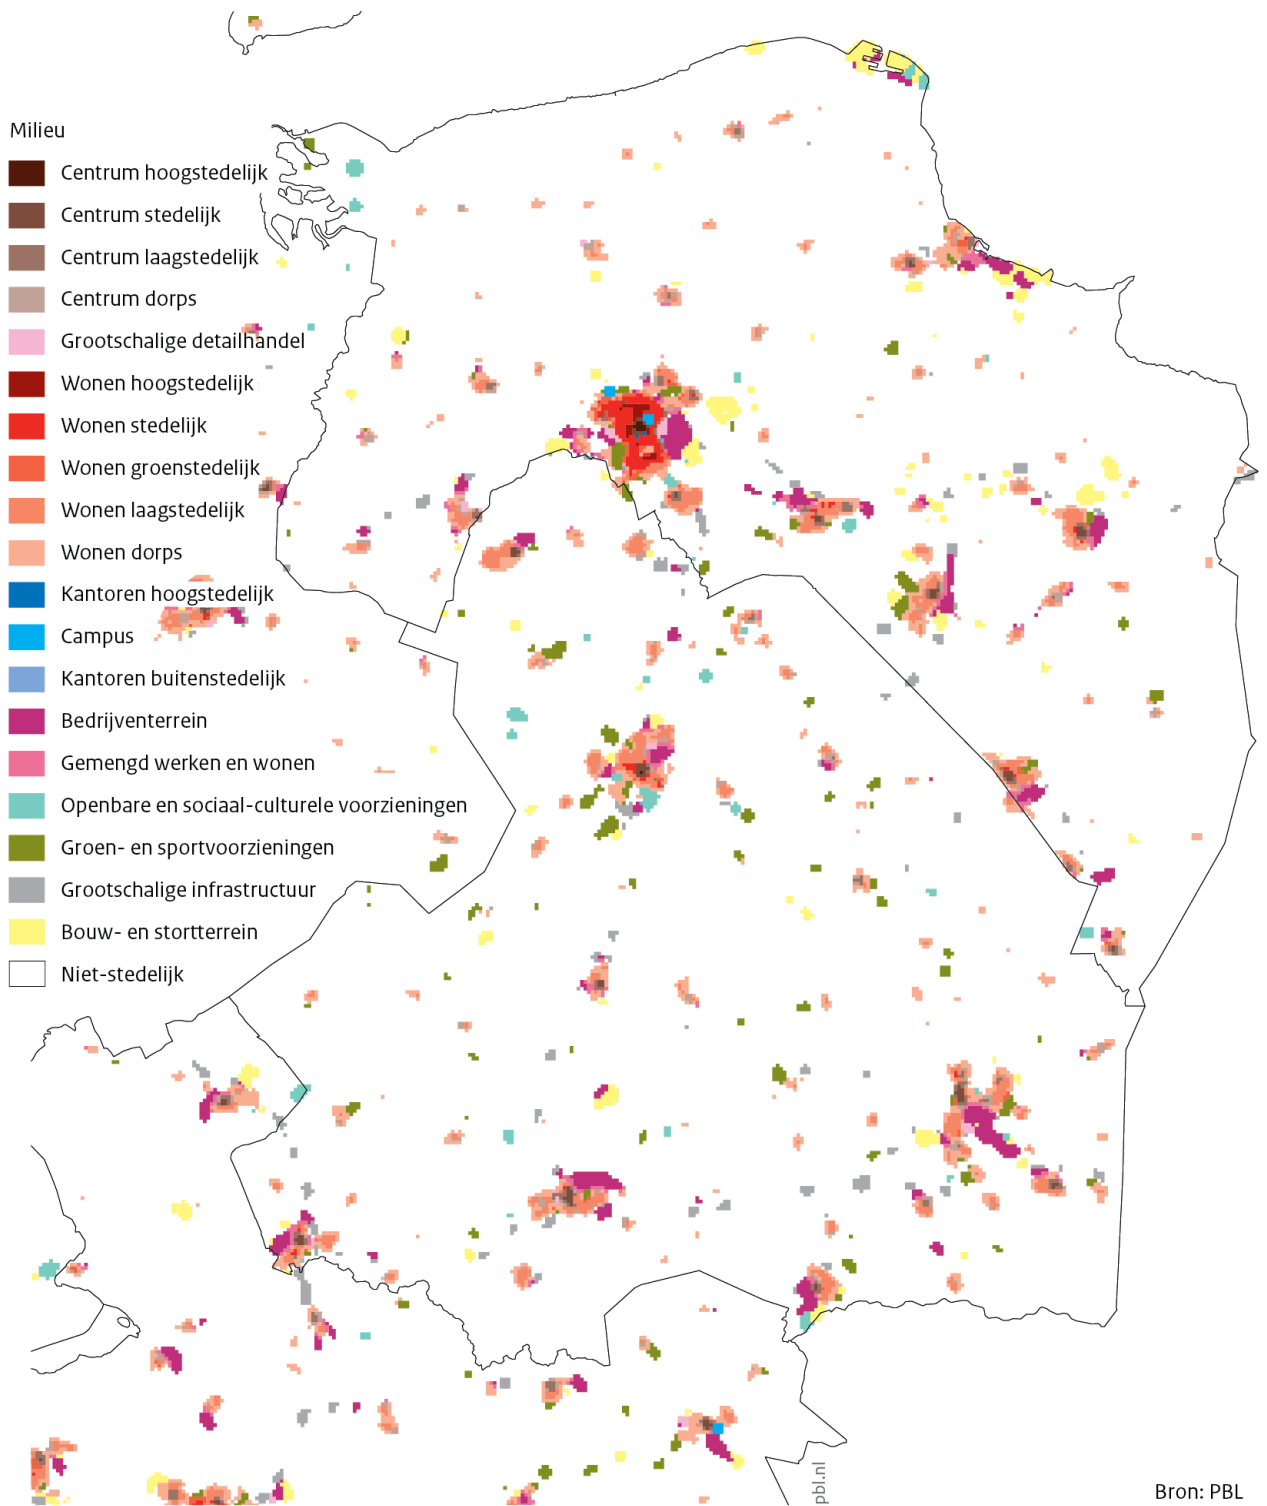 Milieu
Centrum hoogstedelijk
Centrum stedelijk
Centrum laagstedelijk
Centrum dorps
Grootschalige detailhandel
Wonen hoogstedelijk
Wonen stedelijk
Wonen groenstedelijk
Wonen laagstedelijk
Wonen dorps
Kantoren hoogstedelijk
Campus
Kantoren buitenstedelijk
Bedrijventerrein
Gemengd werken en wonen
Openbare en sociaal-culturele voorzieningen
Groen- en sportvoorzieningen
Grootschalige infrastructuur
Bouw- en stortterrein
Niet-stedelijk
pbl.nl
Bron: PBL